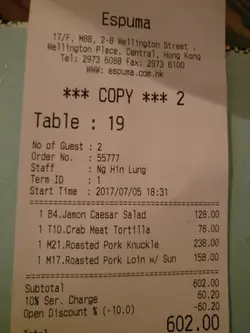 Espuma
17/F, M88, 2-8 Wellington Street ,
Wellington Place, Central, Hong Kong
Tel: 2973 6088 Fax: 2973 6100
WWW: espuma.com.hk
*** COPY *** 2
Table : 19
No of Guest : 2
Order No. : 55777
Staff : Ng Hin Lung
Term ID : 1
Start Time : 2017/07/05 18:31
1 B4.Jamon Caesar Salad 128.00
1 T10.Crab Meat Tortilla 78.00
1 M21.Roasted Pork Knuckle 238.00
1 M17.Roasted Pork Loin w/ Sun 158.00
Subtotal 602.00
10% Ser. Charge 60.20
Open Discount % (-10.0) -60.20
602.00